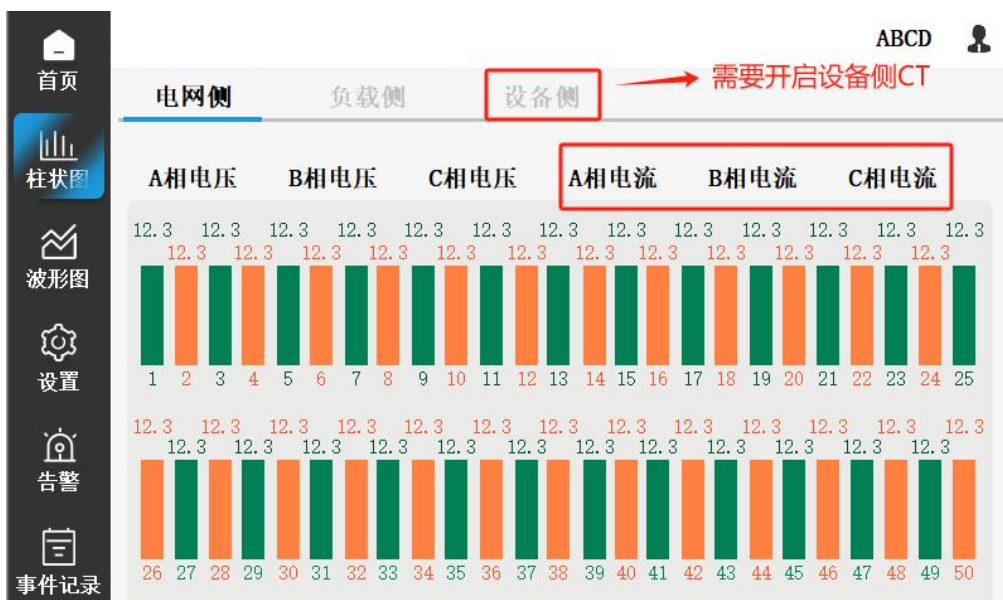 ABCD
首页
需要开启设备侧CT
电网侧 负载侧 设备侧
柱状图
A相电压 B相电压 C相电压 A相电流 B相电流 C相电流
12.3 12.3 12.3 12.3 12.3 12.3 12.3 12.3 12.3 12.3 12.3 12.3 12.3
12.3 12.3 12.3 12.3 12.3 12.3 12.3 12.3 12.3 12.3 12.3 12.3
波形图
设置
1 2 3 4 5 6 7 8 9 10 11 12 13 14 15 16 17 18 19 20 21 22 23 24 25
12.3 12.3 12.3 12.3 12.3 12.3 12.3 12.3 12.3 12.3 12.3 12.3 12.3
12.3 12.3 12.3 12.3 12.3 12.3 12.3 12.3 12.3 12.3 12.3 12.3
告警
26 27 28 29 30 31 32 33 34 35 36 37 38 39 40 41 42 43 44 45 46 47 48 49 50
事件记录